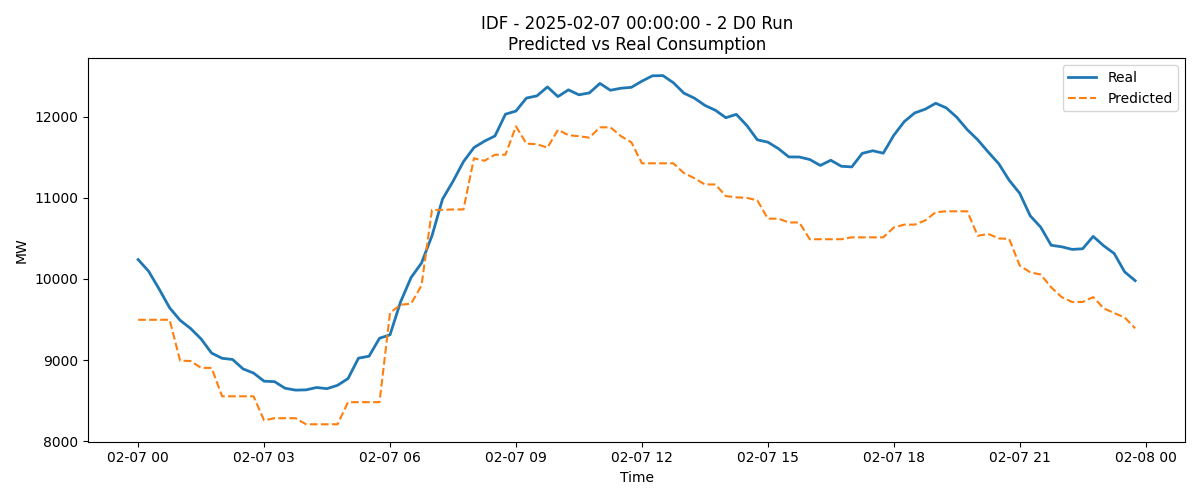 IDF - 2025-02-07 00:00:00 - 2 D0 Run
Predicted vs Real Consumption
Real
Predicted
MW
12000
11000
10000
9000
8000
02-07 00
02-07 03
02-07 06
02-07 09
02-07 12
02-07 15
02-07 18
02-07 21
02-08 00
Time